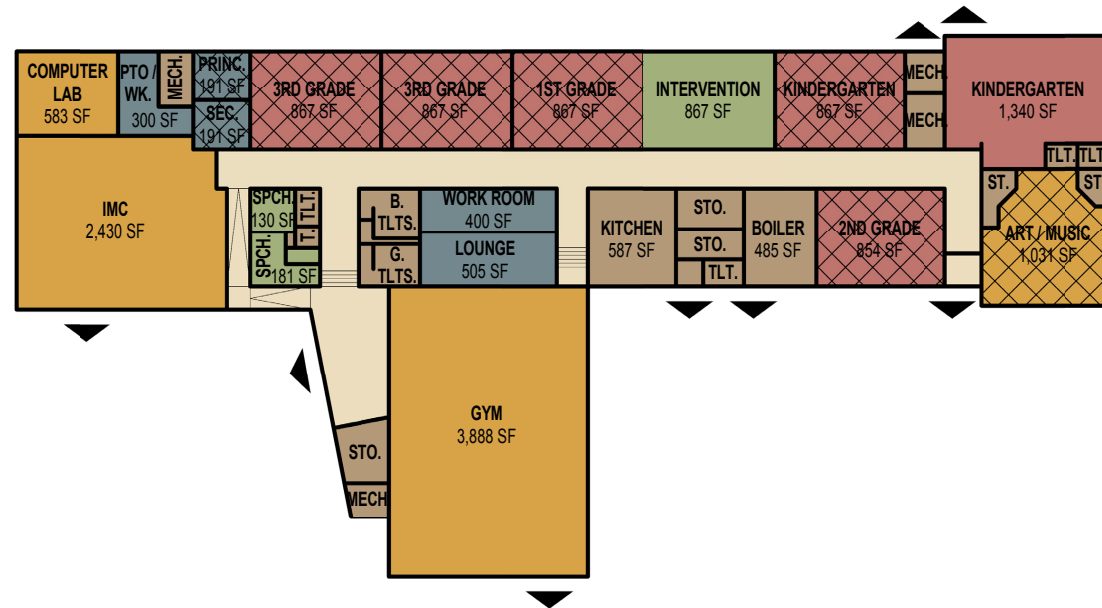 COMPUTER
LAB
583 SF
PTO /
WK.
300 SF
MECH.
PRINC.
191 SF
SEC.
191 SF
3RD GRADE
867 SF
3RD GRADE
867 SF
1ST GRADE
867 SF
INTERVENTION
867 SF
KINDERGARTEN
867 SF
MECH.
MECH.
KINDERGARTEN
1,340 SF
TLT.
TLT
IMC
2,430 SF
SPCH.
130 SF
TLT.
T.
SPCH.
181 SF
B.
TLTS.
G.
TLTS.
WORK ROOM
400 SF
LOUNGE
505 SF
KITCHEN
587 SF
STO.
STO.
TLT.
BOILER
485 SF
2ND GRADE
854 SF
ST.
ST
ART / MUSIC
1,031 SF
GYM
3,888 SF
STO.
MECH